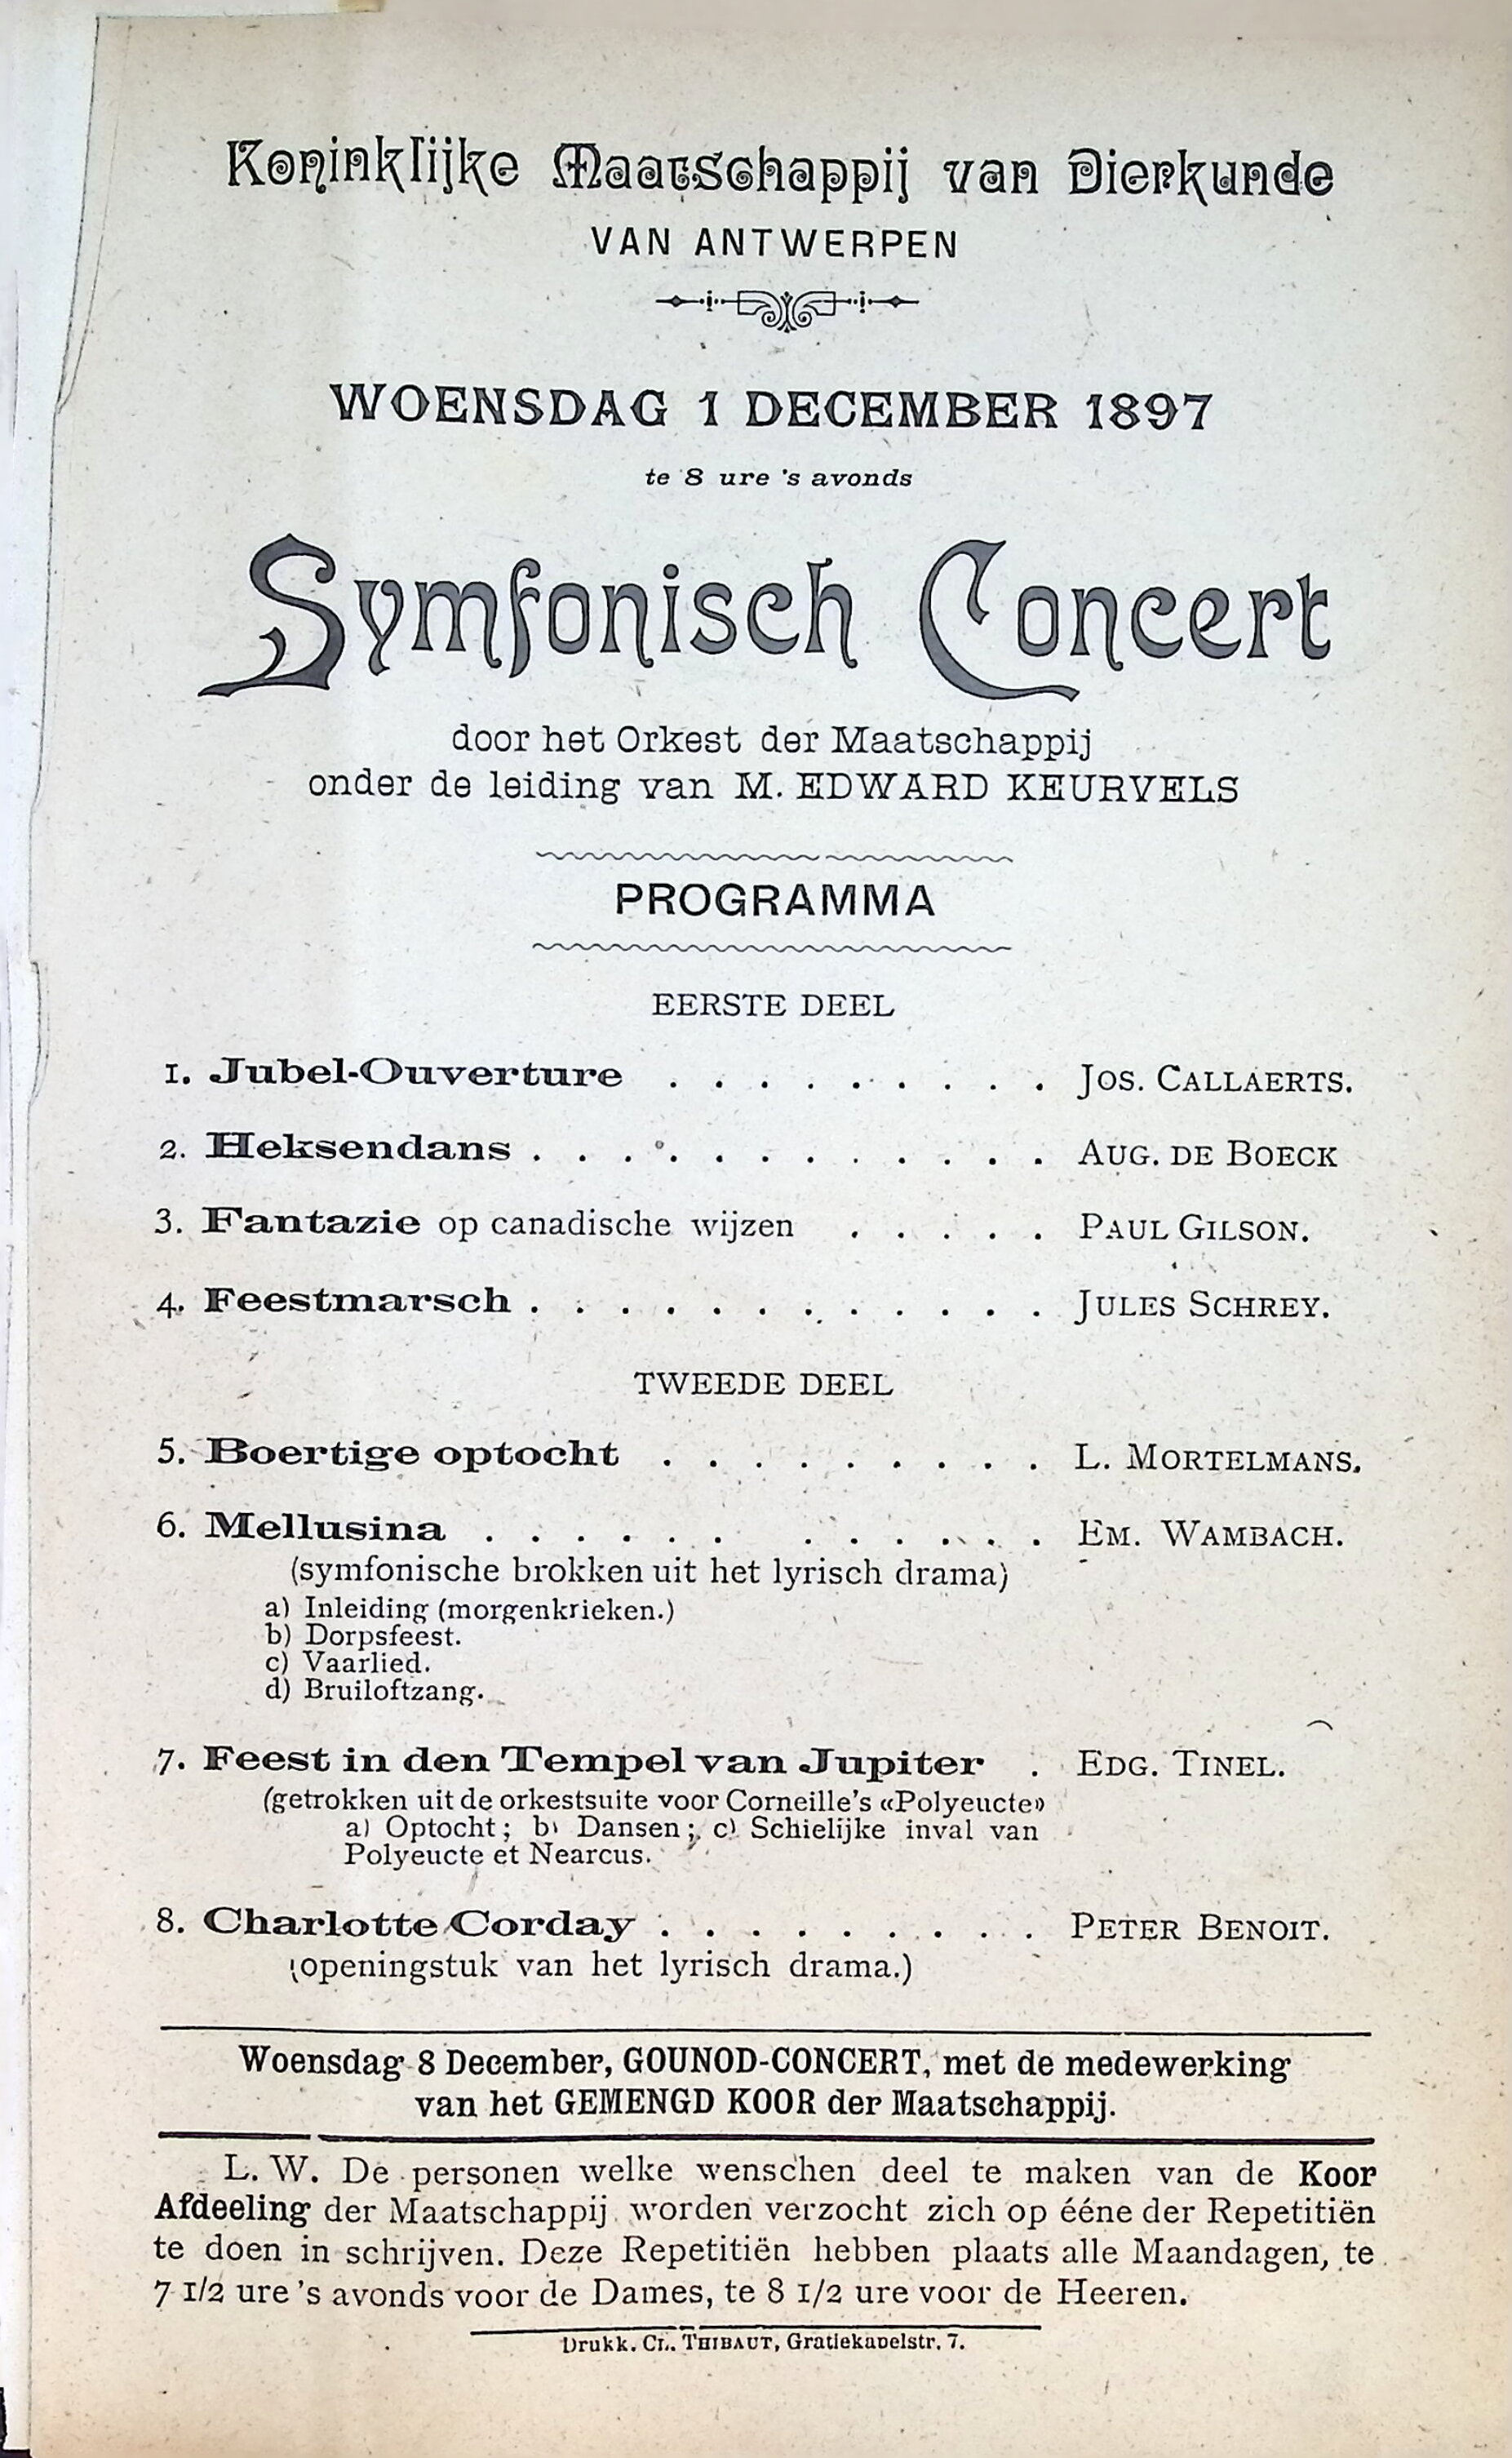 Koninklijke Maatschappij van Dierkunde
VAN ANTWERPEN
WOENSDAG 1 DECEMBER 1897
te 8 ure 's avonds
Symfonisch Concert
door het Orkest der Maatschappij
onder de leiding van M. EDWARD KEURVELS
PROGRAMMA
EERSTE DEEL
1. Jubel-Ouverture . . . . . . . . . JOS. CALLAERTS.
2. Heksendans . . . . . . . . . . . . AUG. DE BOECK
3. Fantazie op canadische wijzen . . . . . PAUL GILSON.
4. Feestmarsch . . . . . . . . . . . . JULES SCHREY.
TWEEDE DEEL
5. Boertige optocht . . . . . . . . . L. MORTELMANS.
6. Mellusina . . . . . . . . . . . . EM. WAMBACH.
(symfonische brokken uit het lyrisch drama)
a) Inleiding (morgenkrieken.)
b) Dorpsfeest.
c) Vaarlied.
d) Bruiloftzang.
7. Feest in den Tempel van Jupiter . EDG. TINEL.
(getrokken uit de orkestsuite voor Corneille's «Polyeucte»
a) Optocht; b) Dansen; c) Schielijke inval van
Polyeucte et Nearcus.
8. Charlotte Corday . . . . . . . . . PETER BENOIT.
(openingstuk van het lyrisch drama.)
Woensdag 8 December, GOUNOD-CONCERT, met de medewerking
van het GEMENGD KOOR der Maatschappij.
L. W. De personen welke wenschen deel te maken van de Koor
Afdeeling der Maatschappij worden verzocht zich op ééne der Repetitiën
te doen in schrijven. Deze Repetitiën hebben plaats alle Maandagen, te
7 1/2 ure 's avonds voor de Dames, te 8 1/2 ure voor de Heeren.
Drukk. CL. THIBAUT, Gratiekapelstr. 7.